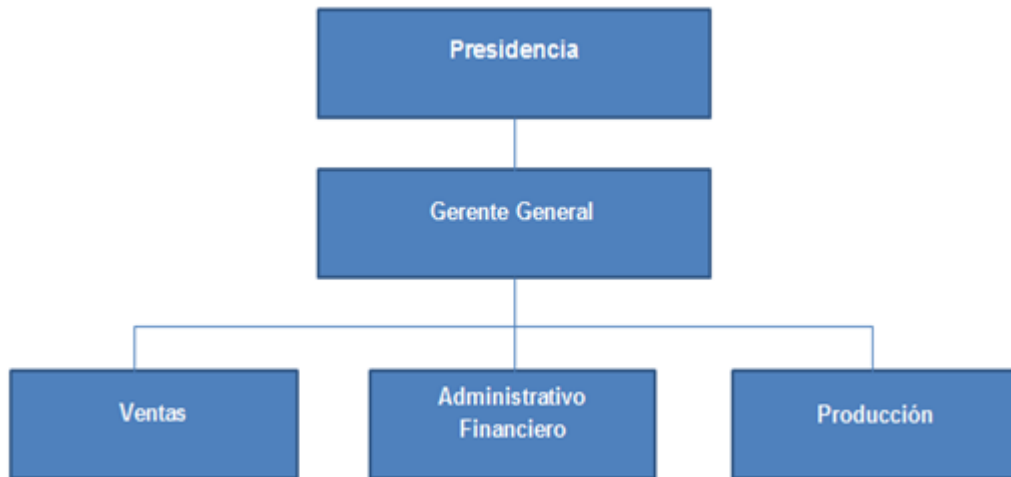 Presidencia
Gerente General
Ventas
Administrativo
Financiero
Producción